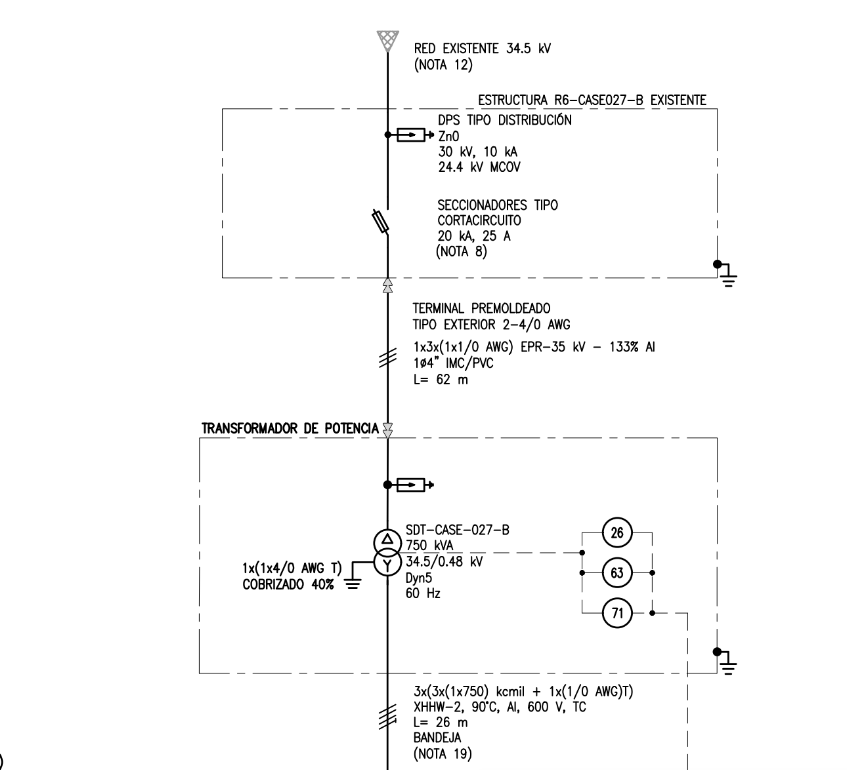 RED EXISTENTE 34.5 kV
(NOTA 12)
ESTRUCTURA R6-CASE027-B EXISTENTE
DPS TIPO DISTRIBUCIÓN
ZnO
30 kV, 10 kA
24.4 kV MCOV
SECCIONADORES TIPO
CORTACIRCUITO
20 kA, 25 A
(NOTA 8)
TERMINAL PREMOLDEADO
TIPO EXTERIOR 2-4/0 AWG
1x3x(1x1/0 AWG) EPR-35 kV - 133% Al
1ø4" IMC/PVC
L= 62 m
TRANSFORMADOR DE POTENCIA
SDT-CASE-027-B
750 kVA
34.5/0.48 kV
Dyn5
60 Hz
Δ
Y
1x(1x4/0 AWG T)
COBRIZADO 40%
26
63
71
3x(3x(1x750) kcmil + 1x(1/0 AWG)T)
XHHW-2, 90°C, Al, 600 V, TC
L= 26 m
BANDEJA
(NOTA 19)